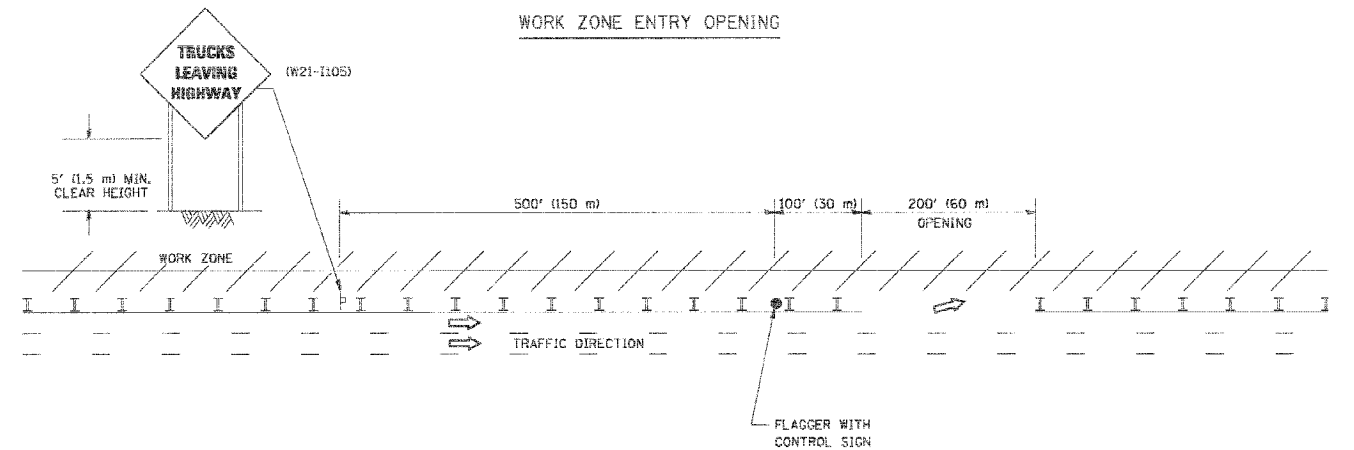 WORK ZONE ENTRY OPENING
TRUCKS
LEAVING
HIGHWAY
(W21-I105)
5' (1.5 m) MIN.
CLEAR HEIGHT
500' (150 m)
100' (30 m)
200' (60 m)
OPENING
WORK ZONE
TRAFFIC DIRECTION
FLAGGER WITH
CONTROL SIGN